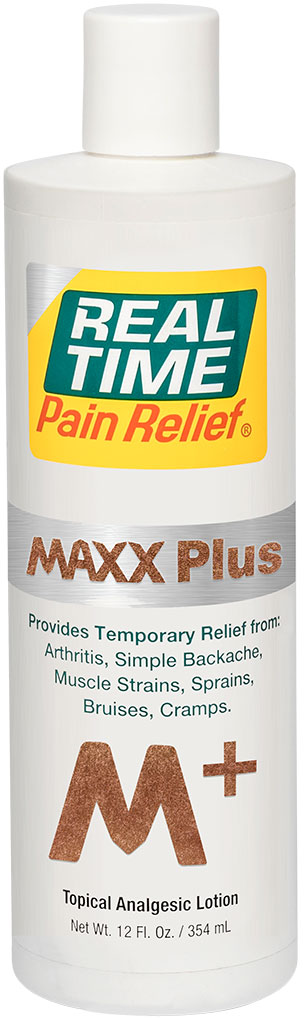 REAL
TIME
Pain Relief®
MAXX Plus
Provides Temporary Relief from:
Arthritis, Simple Backache,
Muscle Strains, Sprains,
Bruises, Cramps.
M+
Topical Analgesic Lotion
Net Wt. 12 Fl. Oz. / 354 mL